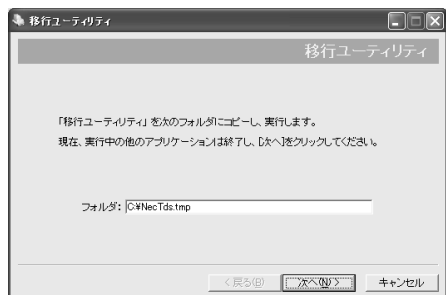 移行ユーティリティ
移行ユーティリティ
「移行ユーティリティ」を次のフォルダにコピーし、実行します。
現在、実行中の他のアプリケーションは終了し、[次へ]をクリックしてください。
フォルダ: C:¥NecTds.tmp
< 戻る(B) 次へ(N) > キャンセル